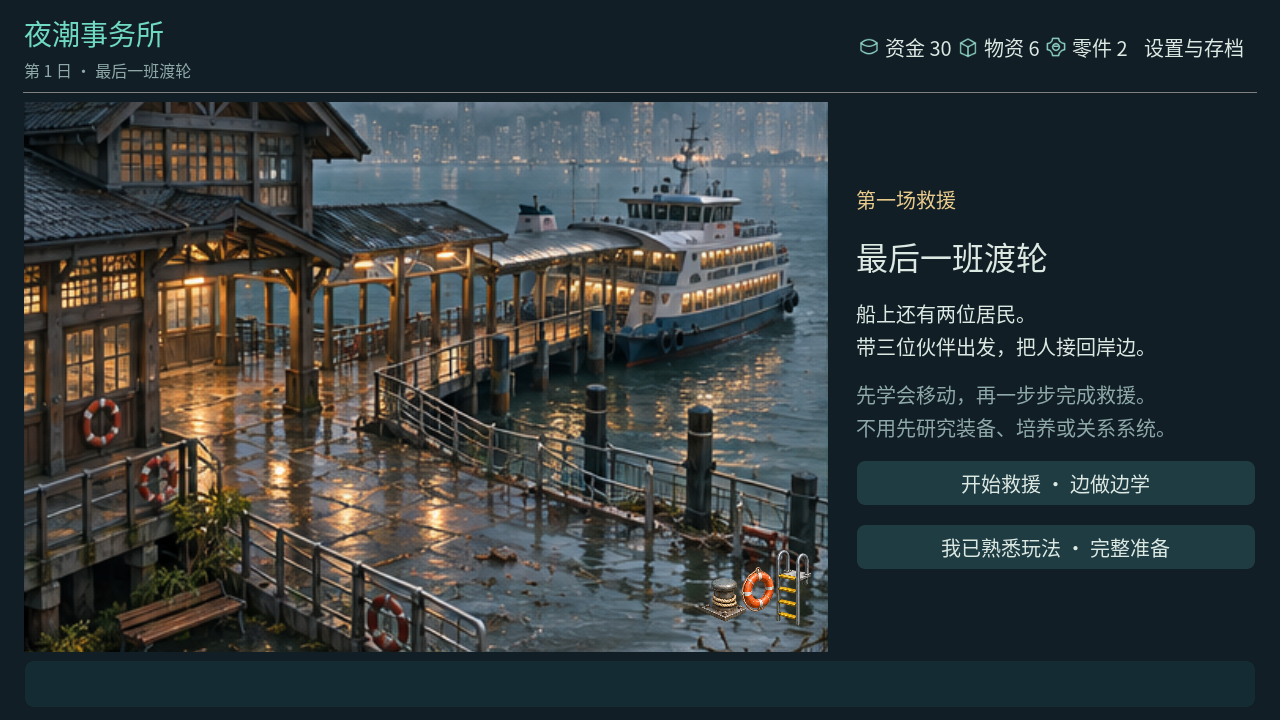 夜潮事务所
第 1 日 · 最后一班渡轮
资金 30 物资 6 零件 2 设置与存档
第一场救援
最后一班渡轮
船上还有两位居民。
带三位伙伴出发，把人接回岸边。
先学会移动，再一步步完成救援。
不用先研究装备、培养或关系系统。
开始救援 · 边做边学
我已熟悉玩法 · 完整准备